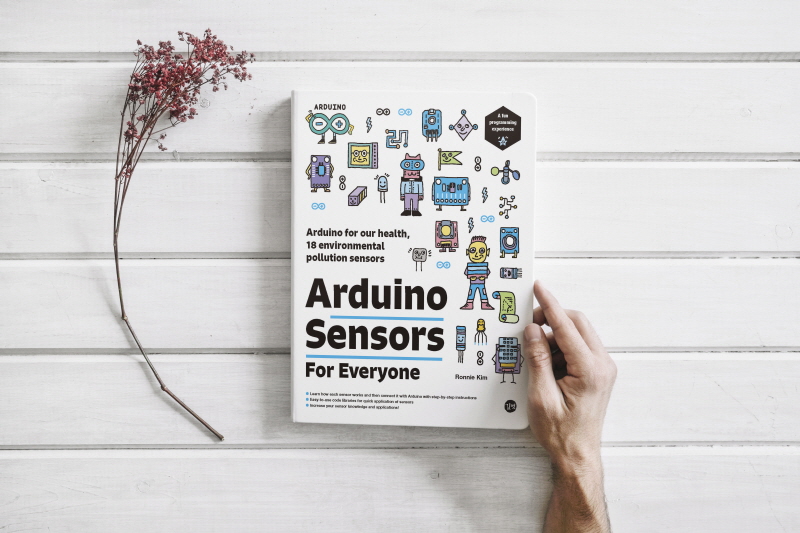 ARDUINO
A fun
programming
experience
Arduino for our health,
18 environmental
pollution sensors
Arduino
Sensors
For Everyone
Ronnie Kim
Learn how each sensor works and then connect it with Arduino with step-by-step instructions
Easy-to-use code libraries for quick application of sensors
Increase your sensor knowledge and applications!